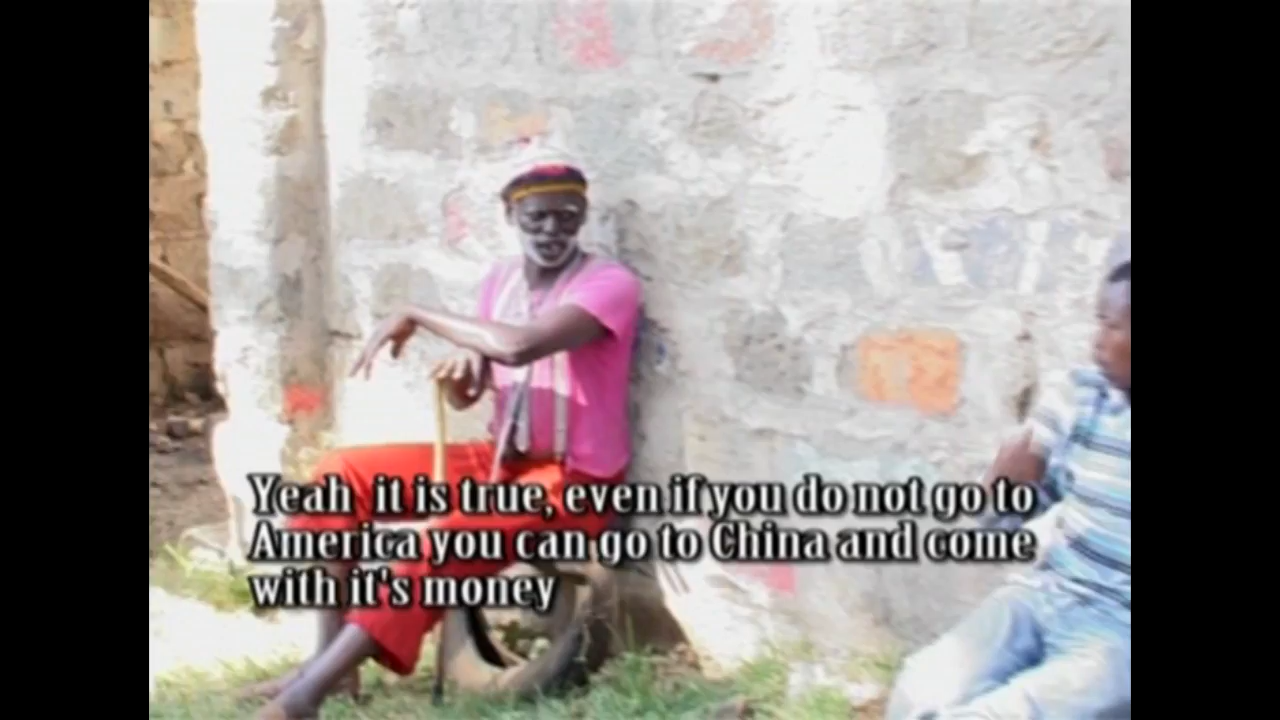 Yeah  it is true, even if you do not go to
America you can go to China and come
with it's money